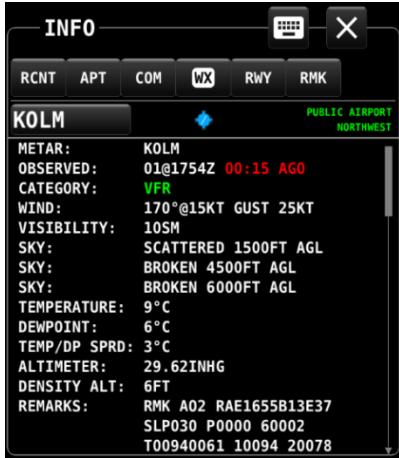 INFO
RCNT APT COM WX RWY RMK
KOLM
PUBLIC AIRPORT
NORTHWEST
METAR: KOLM
OBSERVED: 01@1754Z 00:15 AGO
CATEGORY: VFR
WIND: 170°@15KT GUST 25KT
VISIBILITY: 10SM
SKY: SCATTERED 1500FT AGL
SKY: BROKEN 4500FT AGL
SKY: BROKEN 6000FT AGL
TEMPERATURE: 9°C
DEWPOINT: 6°C
TEMP/DP SPRD: 3°C
ALTIMETER: 29.62INHG
DENSITY ALT: 6FT
REMARKS: RMK AO2 RAE1655B13E37
SLP030 P0000 60002
T00940061 10094 20078